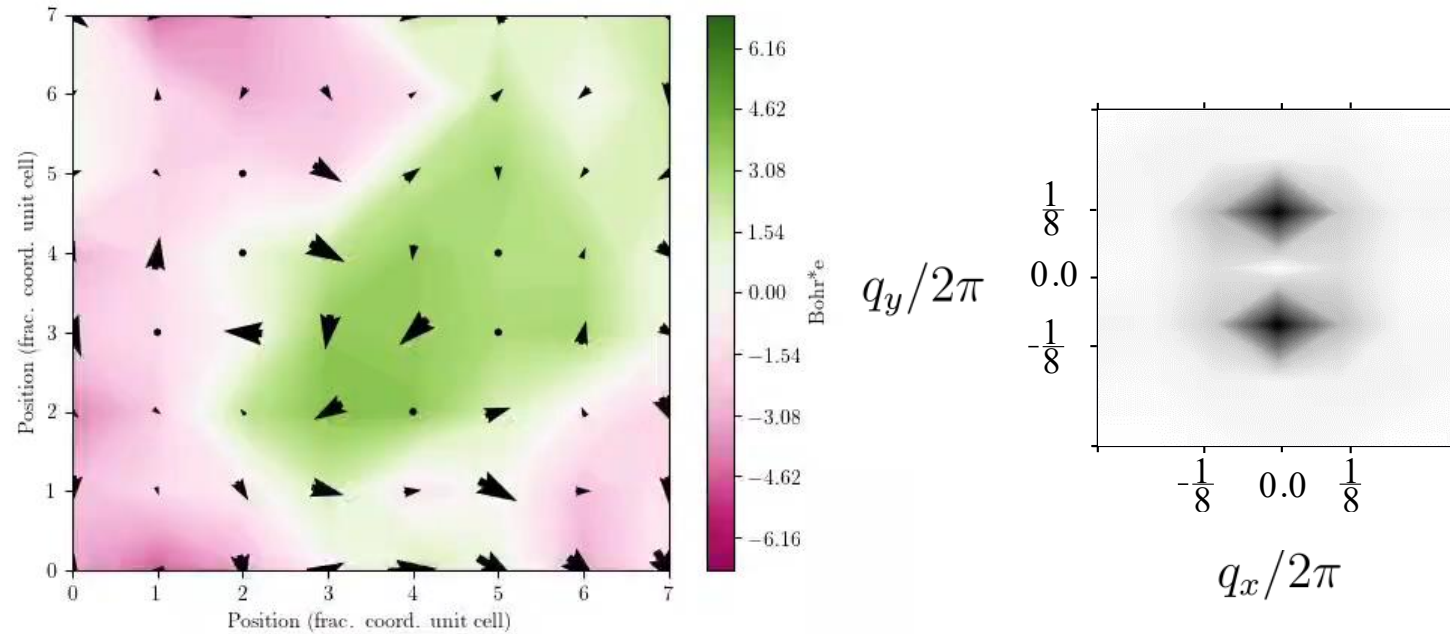 7
6
5
4
3
2
1
0
Position (frac. coord. unit cell)
0 1 2 3 4 5 6 7
Position (frac. coord. unit cell)
6.16
4.62
3.08
1.54
0.00
−1.54
−3.08
−4.62
−6.16
Bohr*e
q_y/2π
1/8
0.0
-1/8
-1/8 0.0 1/8
q_x/2π